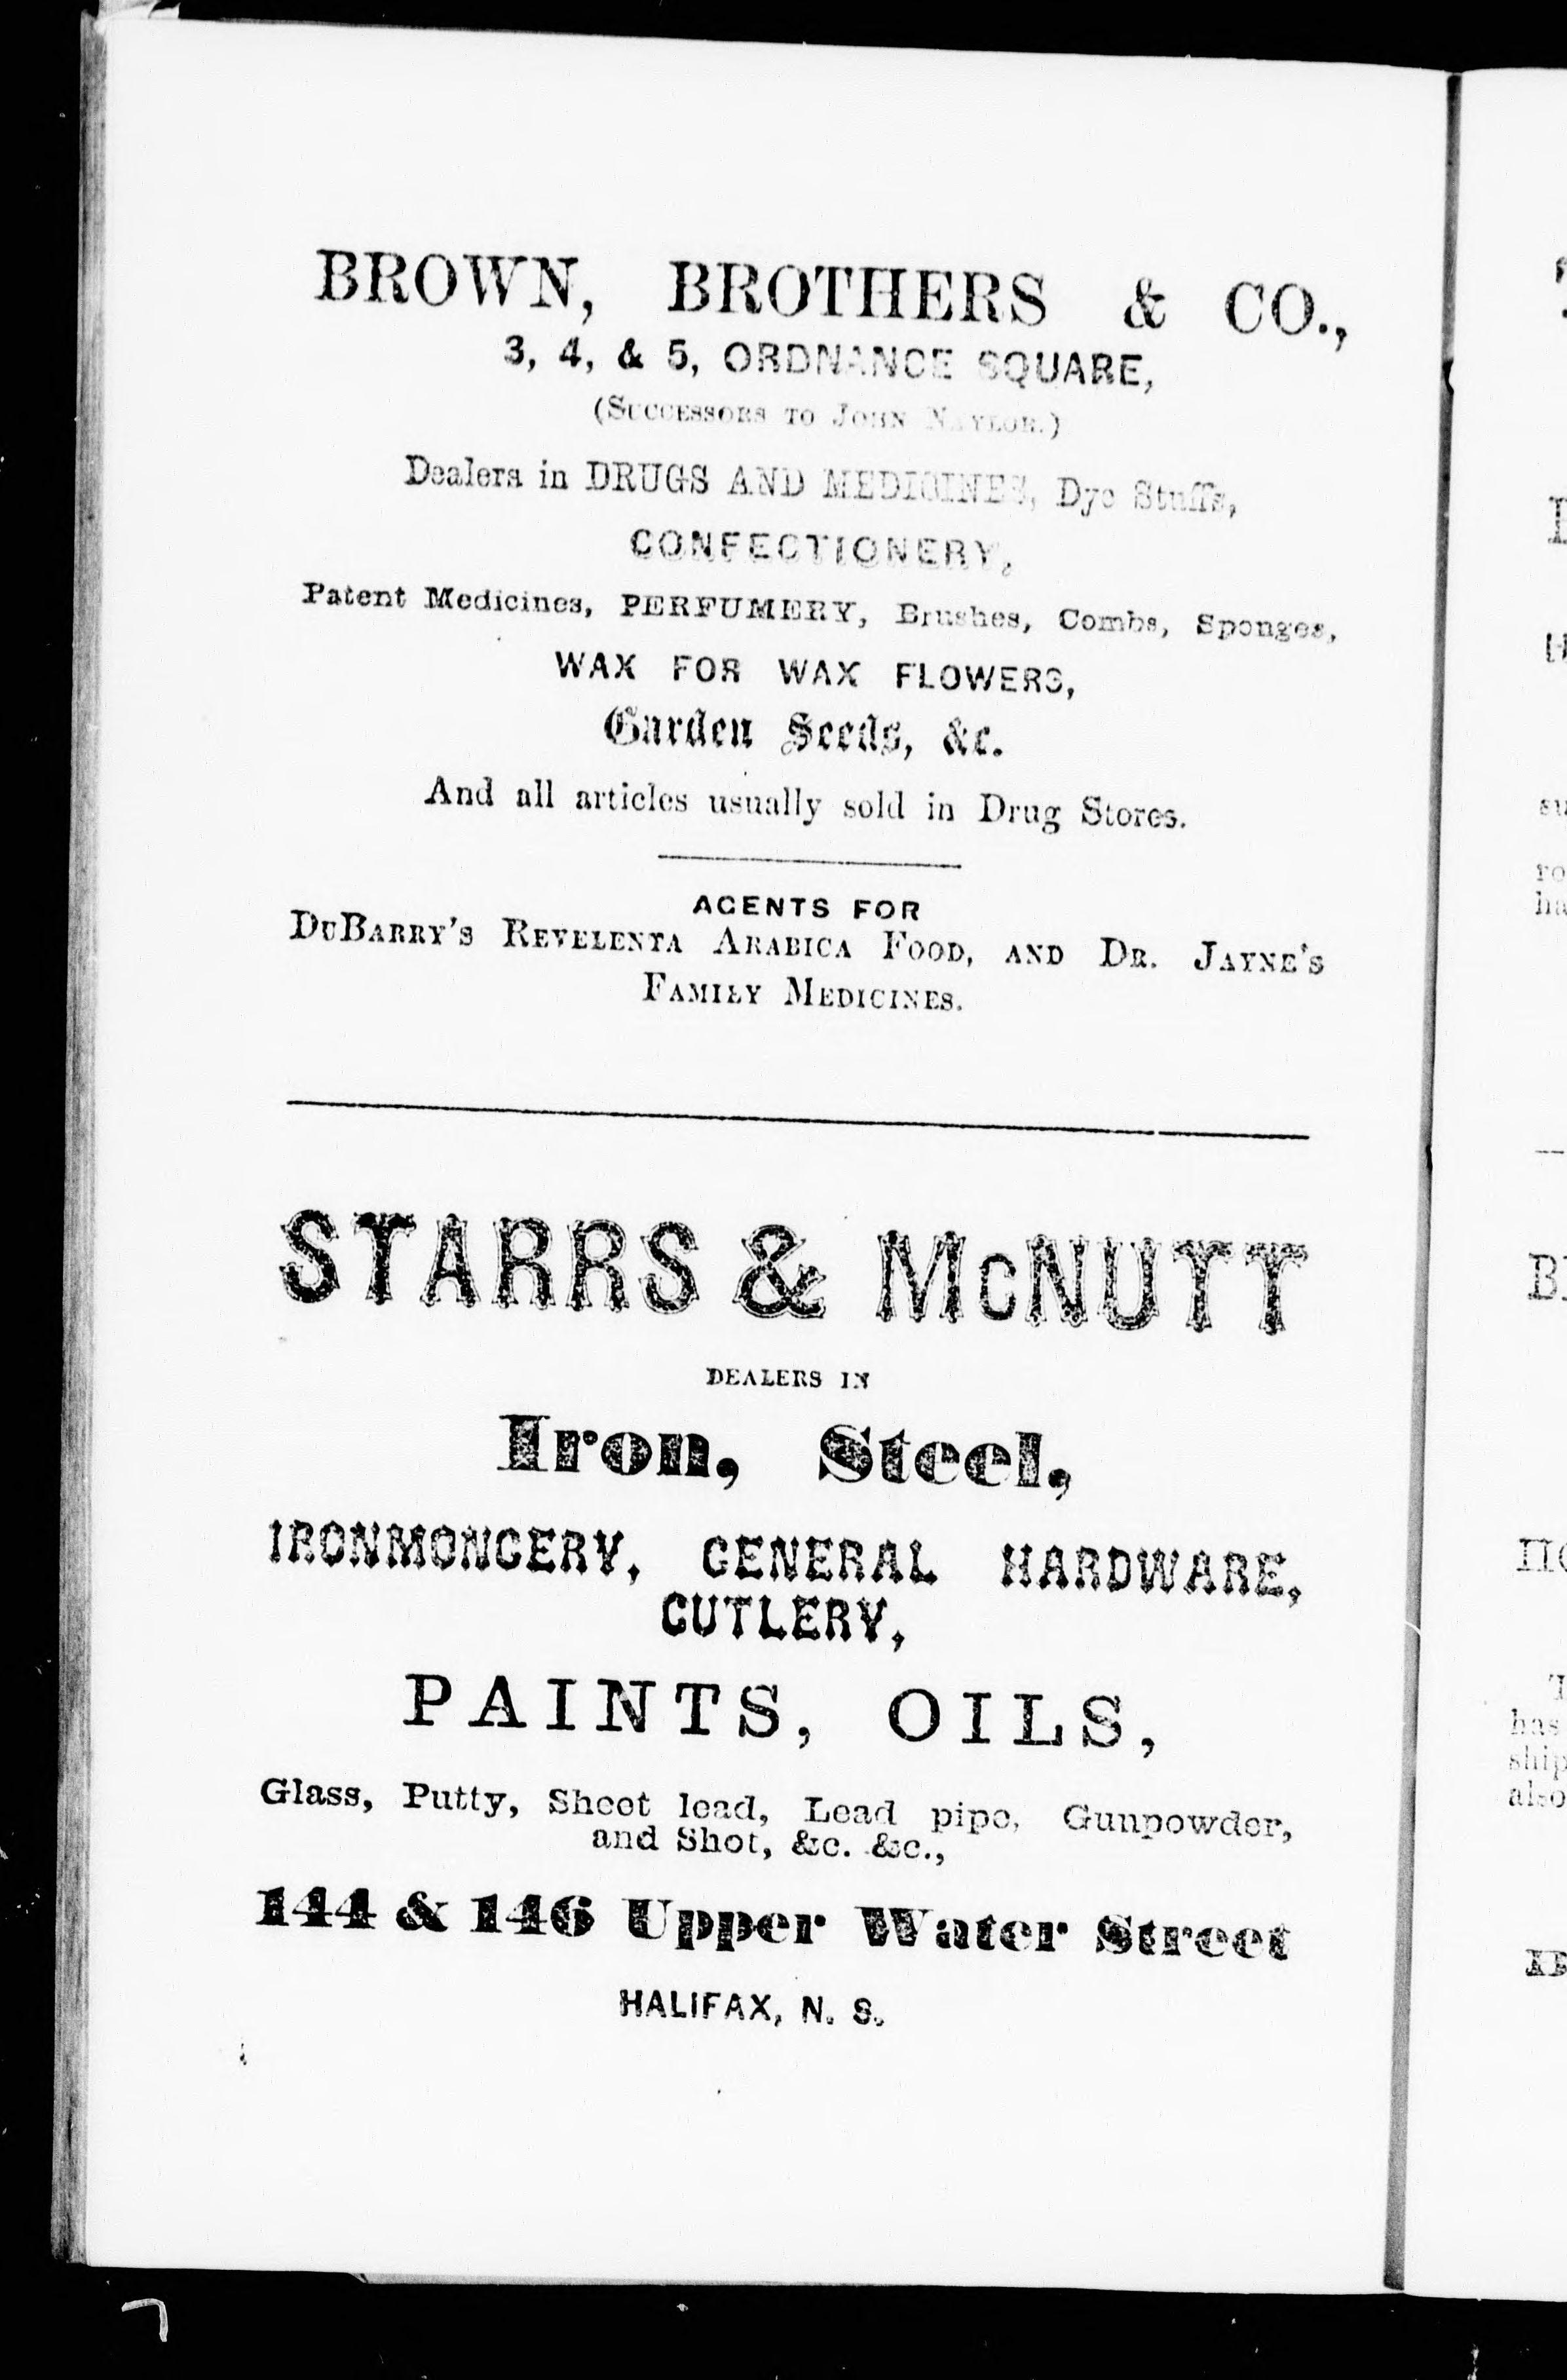 BROWN, BROTHERS & CO.,
3, 4, & 5, ORDNANCE SQUARE,
(SUCCESSORS TO JOHN NAYLOR.)
Dealers in DRUGS AND MEDICINES, Dye Stuffs,
CONFECTIONERY,
Patent Medicines, PERFUMERY, Brushes, Combs, Sponges,
WAX FOR WAX FLOWERS,
Garden Seeds, &c.
And all articles usually sold in Drug Stores.
AGENTS FOR
DUBARRY'S REVELENTA ARABICA FOOD, AND DR. JAYNE'S
FAMILY MEDICINES.
STARRS & McNUTT
DEALERS IN
Iron, Steel,
IRONMONGERY, GENERAL HARDWARE,
CUTLERY,
PAINTS, OILS,
Glass, Putty, Sheet lead, Lead pipe, Gunpowder,
and Shot, &c. &c.,
144 & 146 Upper Water Street
HALIFAX, N. S.
has